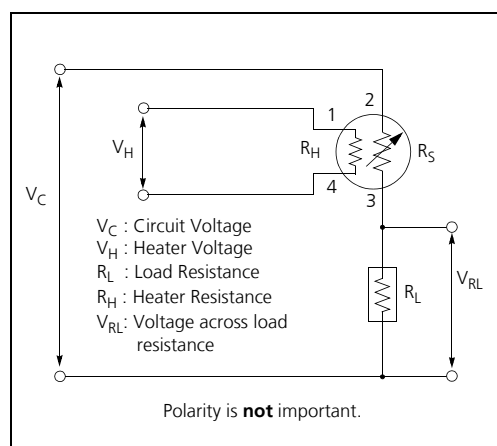 1
2
V_H
R_H
R_S
V_C
4
3
V_C : Circuit Voltage
V_H : Heater Voltage
R_L : Load Resistance
R_H : Heater Resistance
V_RL: Voltage across load
resistance
R_L
V_RL
Polarity is not important.